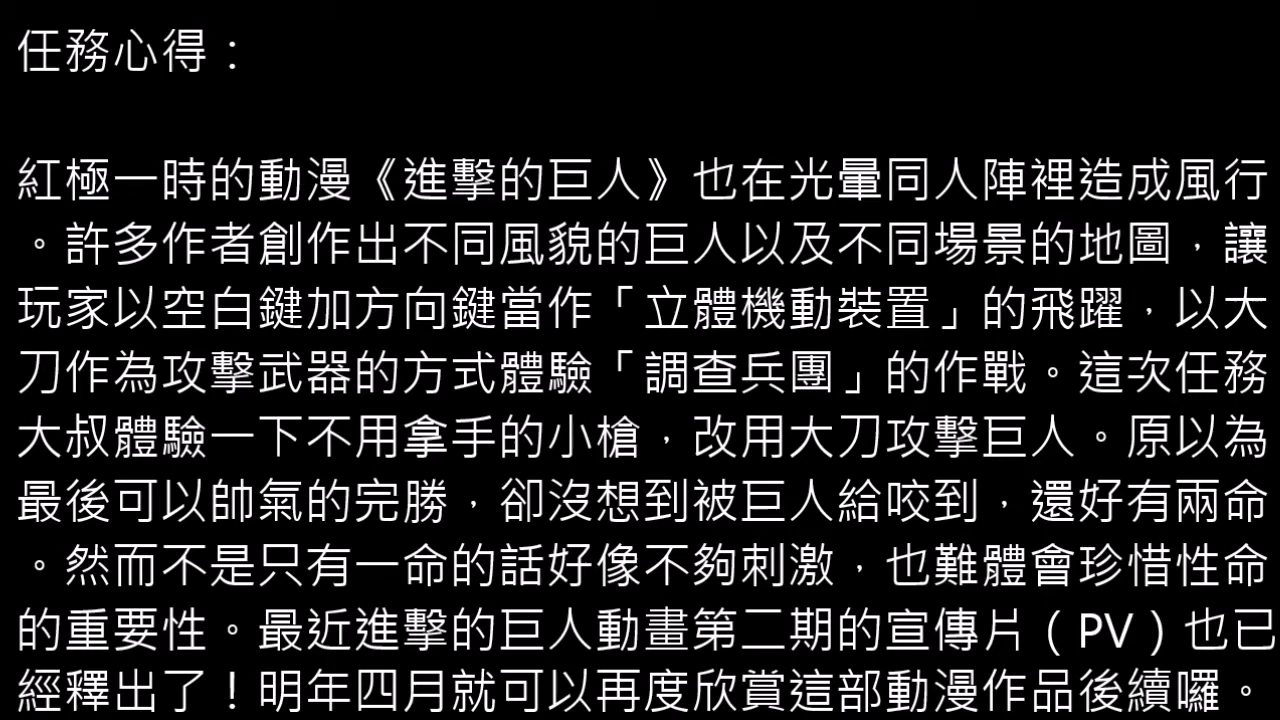 任務心得：
紅極一時的動漫《進擊的巨人》也在光暈同人陣裡造成風行
。許多作者創作出不同風貌的巨人以及不同場景的地圖，讓
玩家以空白鍵加方向鍵當作「立體機動裝置」的飛躍，以大
刀作為攻擊武器的方式體驗「調查兵團」的作戰。這次任務
大叔體驗一下不用拿手的小槍，改用大刀攻擊巨人。原以為
最後可以帥氣的完勝，卻沒想到被巨人給咬到，還好有兩命
。然而不是只有一命的話好像不夠刺激，也難體會珍惜性命
的重要性。最近進擊的巨人動畫第二期的宣傳片（PV）也已
經釋出了！明年四月就可以再度欣賞這部動漫作品後續囉。